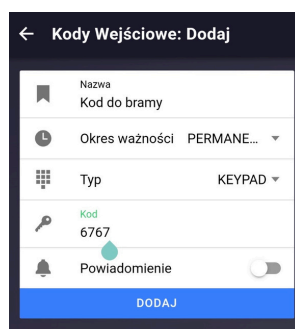 Kody Wejściowe: Dodaj
Nazwa
Kod do bramy
Okres ważności PERMANE...
Typ KEYPAD
Kod
6767
Powiadomienie
DODAJ